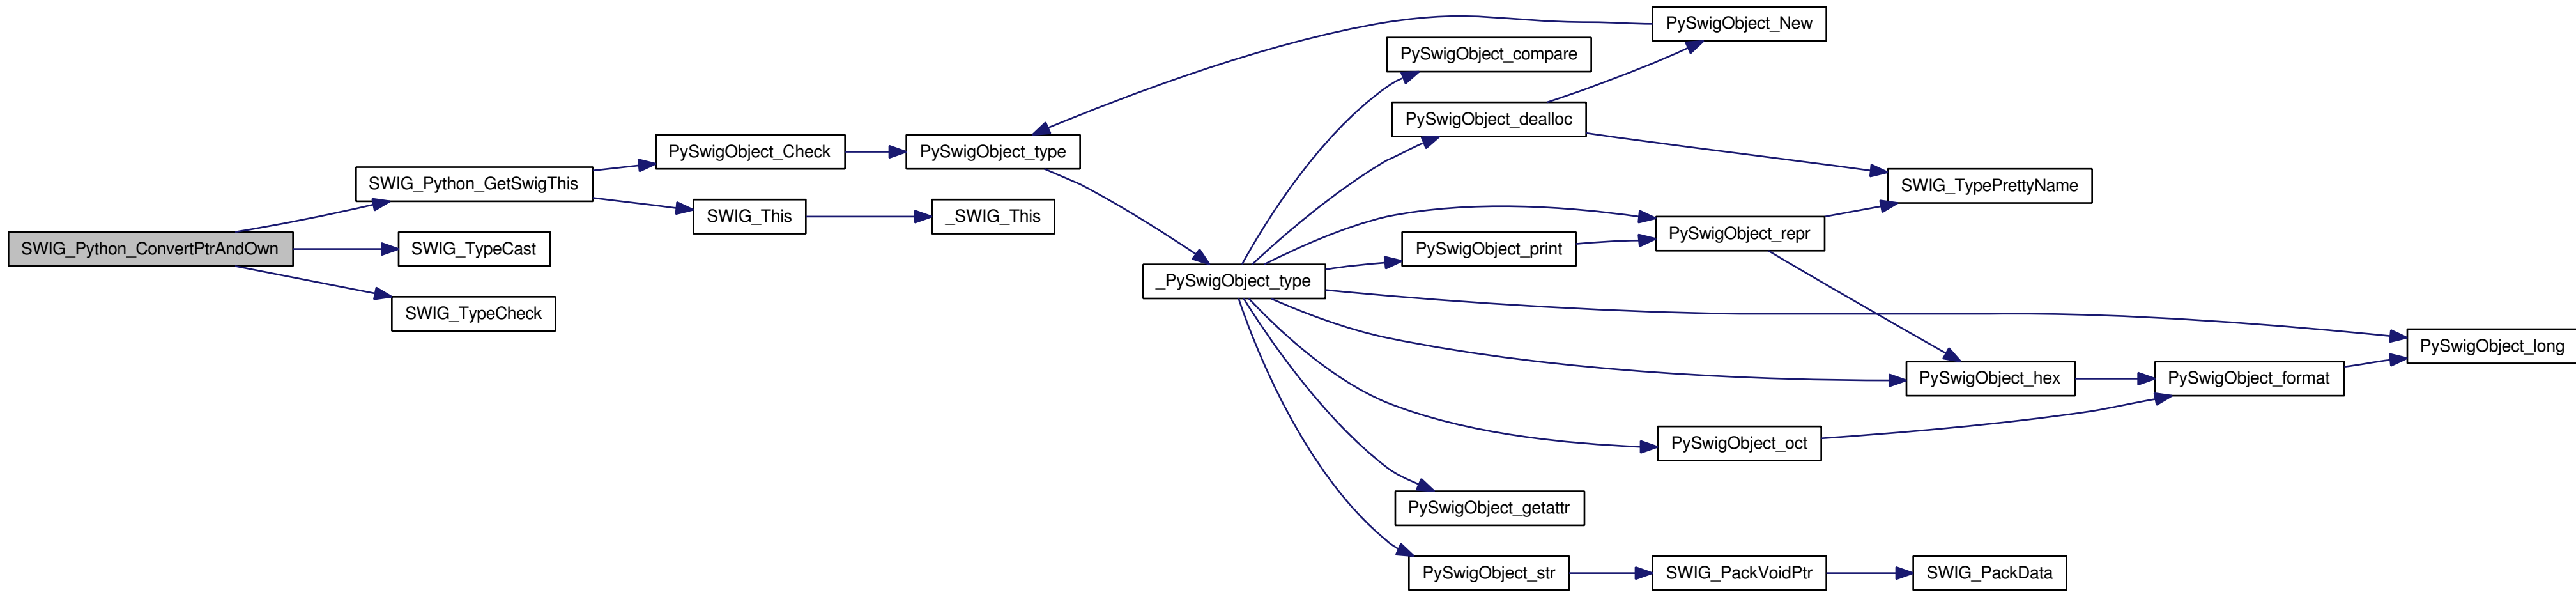 SWIG_Python_ConvertPtrAndOwn
SWIG_Python_GetSwigThis
SWIG_TypeCast
SWIG_TypeCheck
PySwigObject_Check
SWIG_This
PySwigObject_type
_SWIG_This
_PySwigObject_type
PySwigObject_compare
PySwigObject_dealloc
PySwigObject_print
PySwigObject_getattr
PySwigObject_str
PySwigObject_New
PySwigObject_repr
PySwigObject_oct
SWIG_PackVoidPtr
SWIG_TypePrettyName
PySwigObject_hex
SWIG_PackData
PySwigObject_format
PySwigObject_long